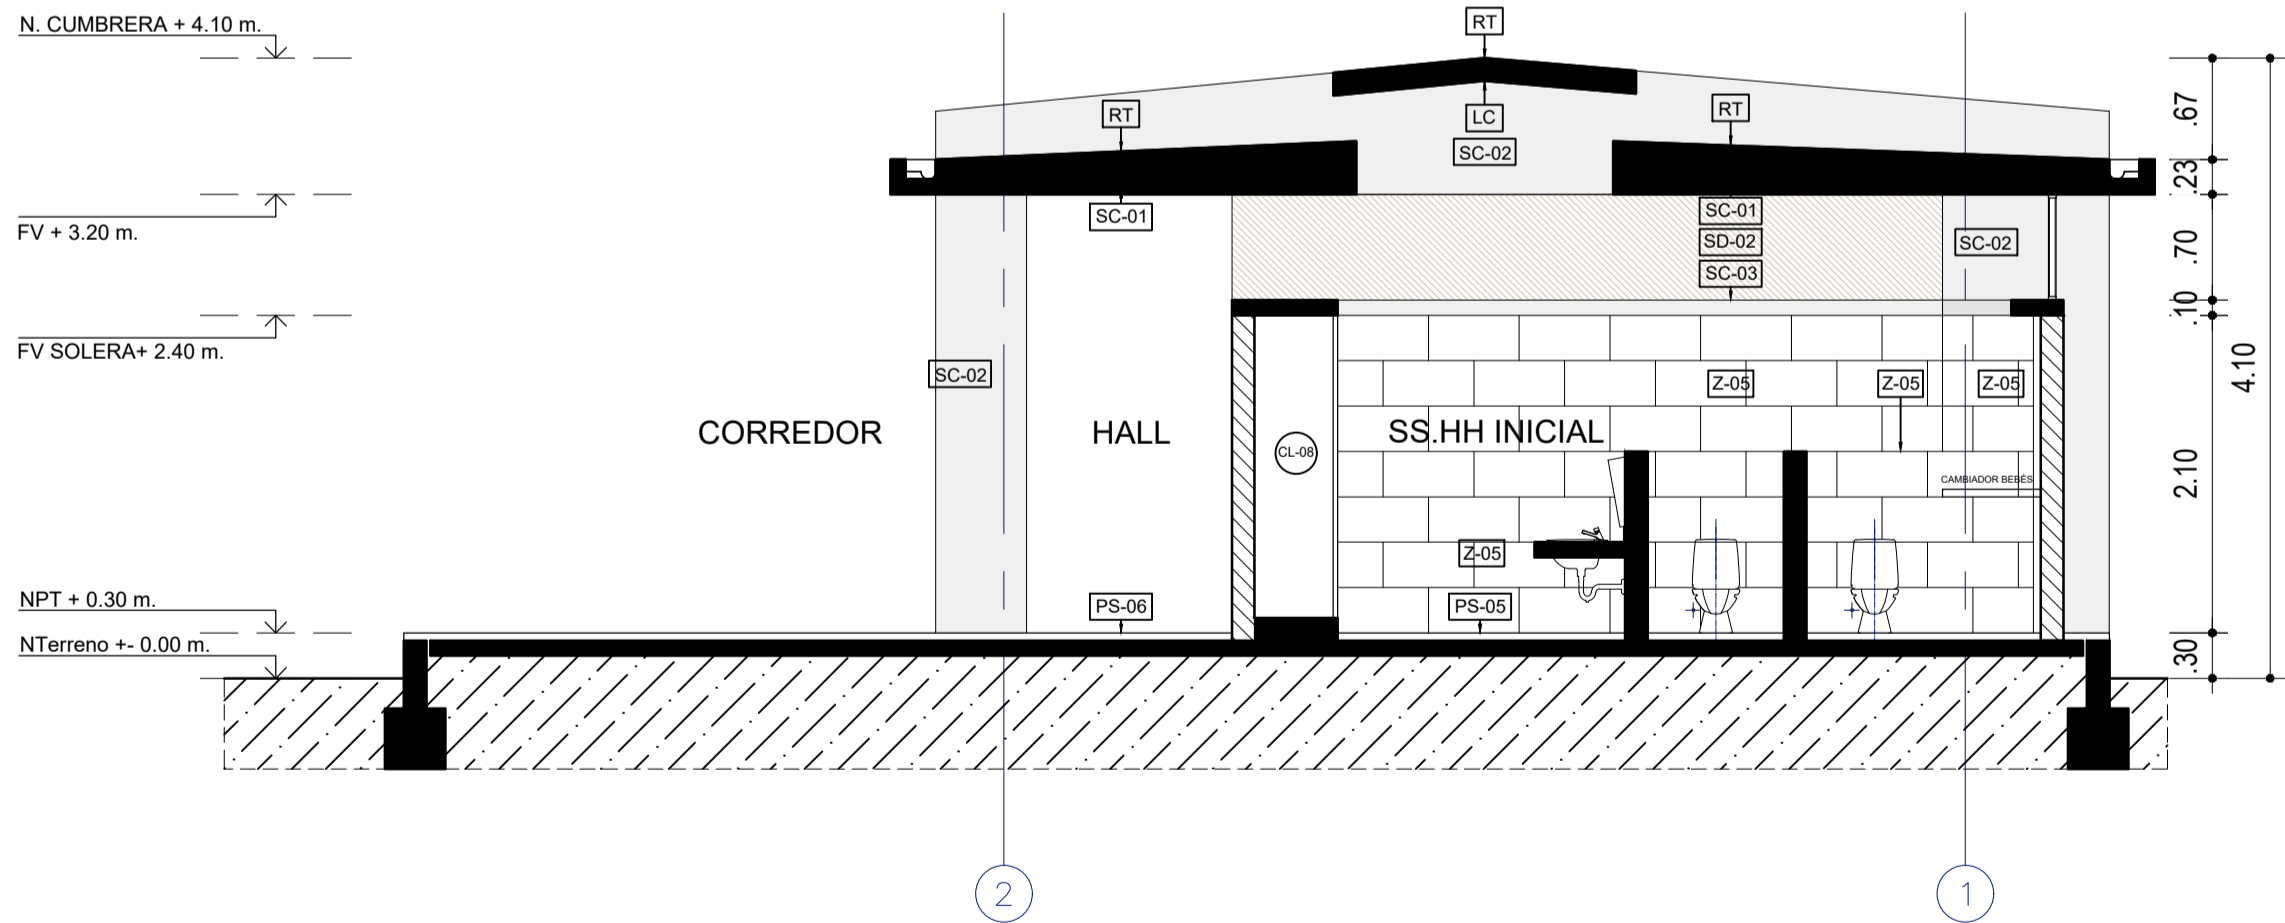 N. CUMBRERA + 4.10 m.
RT
RT
LC
RT
SC-02
.67
.23
SC-01
SC-01
FV + 3.20 m.
SD-02
SC-02
.70
SC-03
.10
FV SOLERA+ 2.40 m.
4.10
SC-02
Z-05
Z-05
Z-05
CORREDOR
HALL
SS.HH INICIAL
CL-08
2.10
CAMBIADOR BEBÉS
Z-05
NPT + 0.30 m.
PS-06
PS-05
NTerreno +- 0.00 m.
.30
2
1